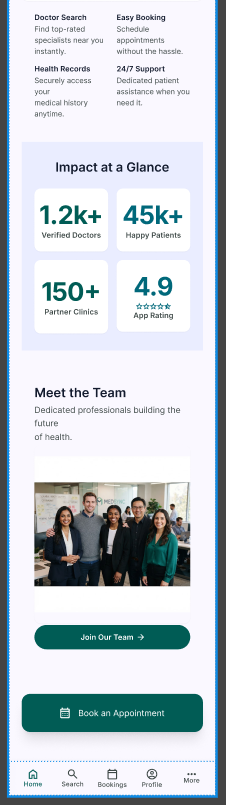 Doctor Search
Find top-rated
specialists near you
instantly.
Easy Booking
Schedule
appointments
without the hassle.
Health Records
Securely access
your
medical history
anytime.
24/7 Support
Dedicated patient
assistance when you
need it.
Impact at a Glance
1.2k+
Verified Doctors
45k+
Happy Patients
150+
Partner Clinics
4.9
App Rating
Meet the Team
Dedicated professionals building the
future
of health.
Join Our Team →
Book an Appointment
Home
Search
Bookings
Profile
More